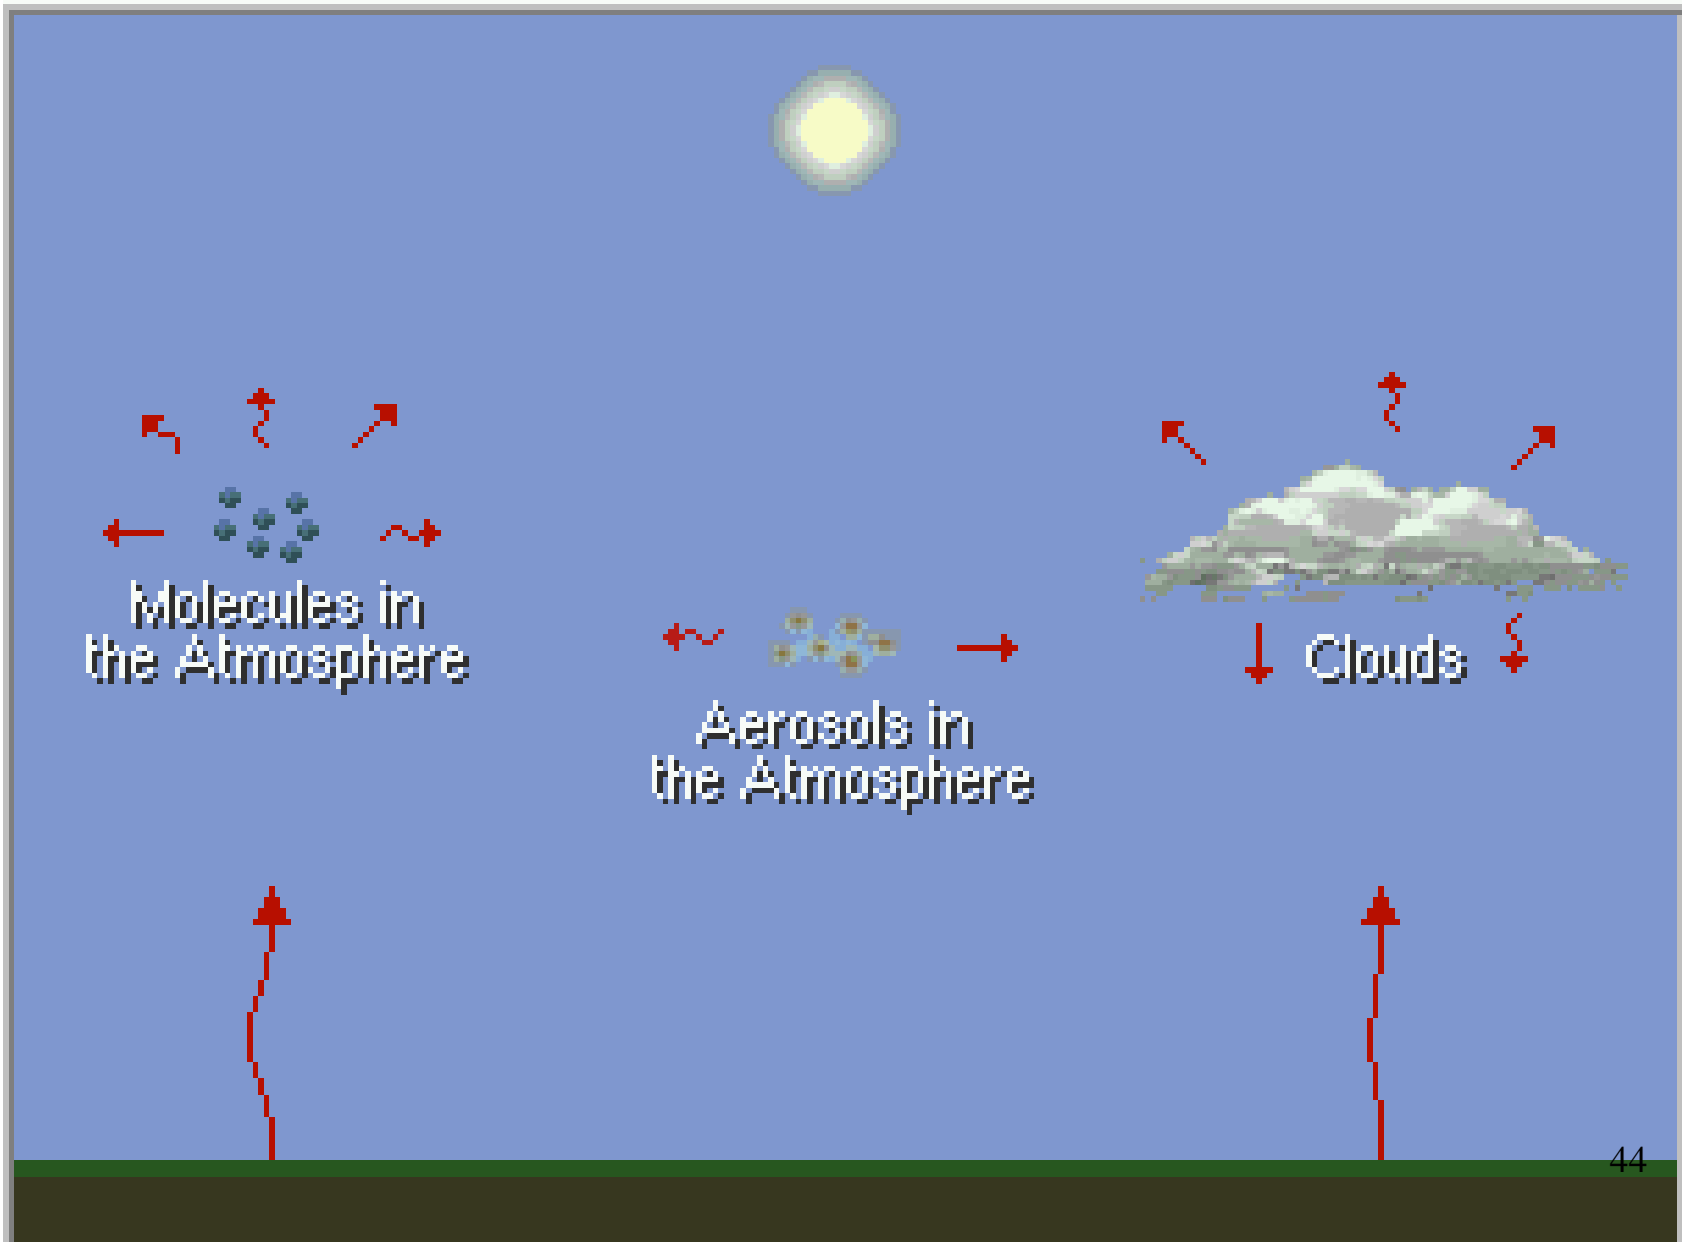 Molecules in
the Atmosphere
Aerosols in
the Atmosphere
Clouds
44